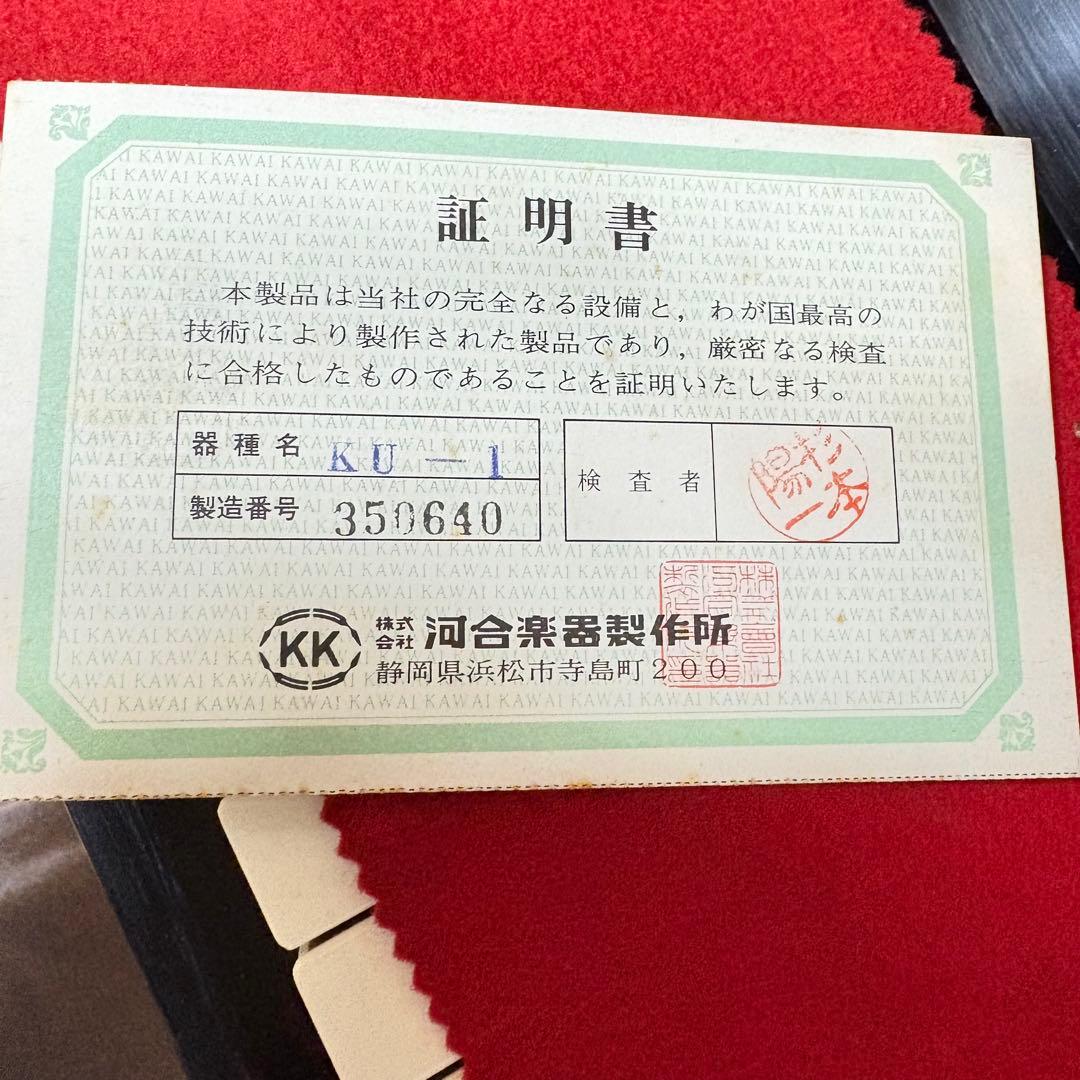 証明書
本製品は当社の完全なる設備と，わが国最高の
技術により製作された製品であり，厳密なる検査
に合格したものであることを証明いたします。
器種名 KU-1
製造番号 350640
検査者
杉本
陽一
KK
株式会社 河合楽器製作所
静岡県浜松市寺島町200